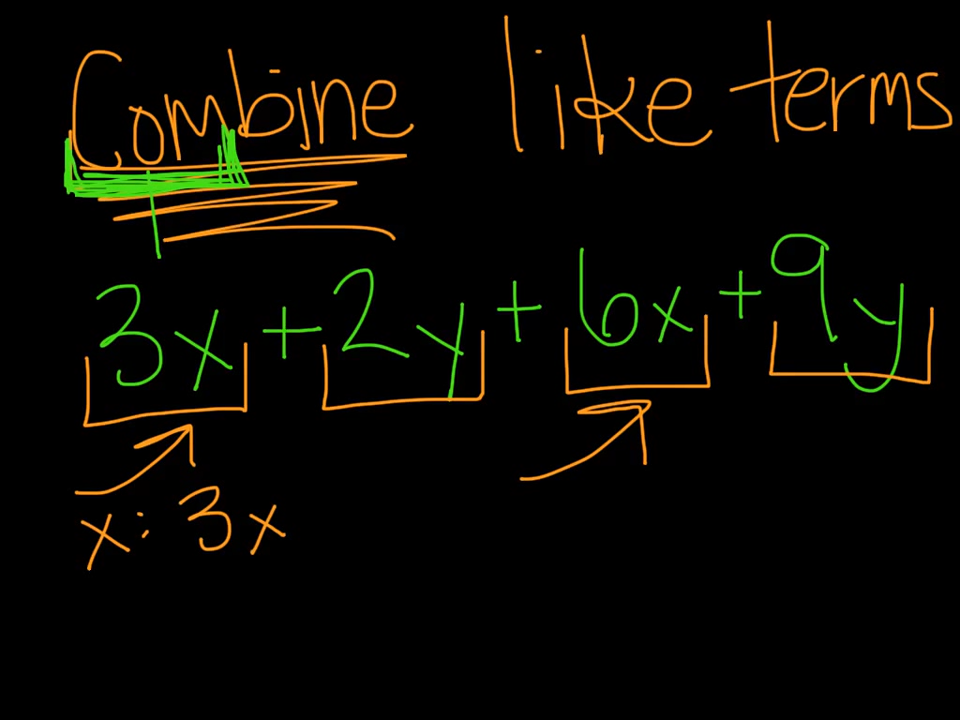 Combine like terms
3x + 2y + 6x + 9y
x: 3x